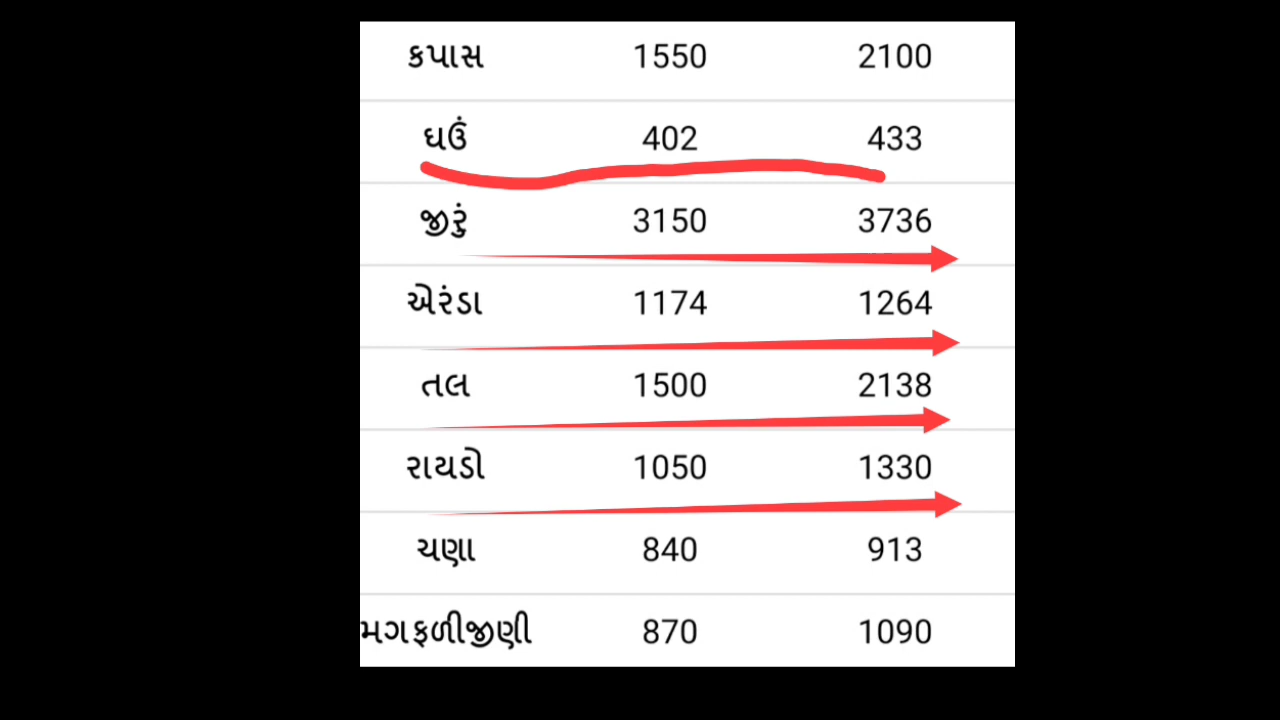 કપાસ 1550 2100
ઘઉં 402 433
જીરું 3150 3736
એરંડા 1174 1264
તલ 1500 2138
રાયડો 1050 1330
ચણા 840 913
મગફળીજીણી 870 1090